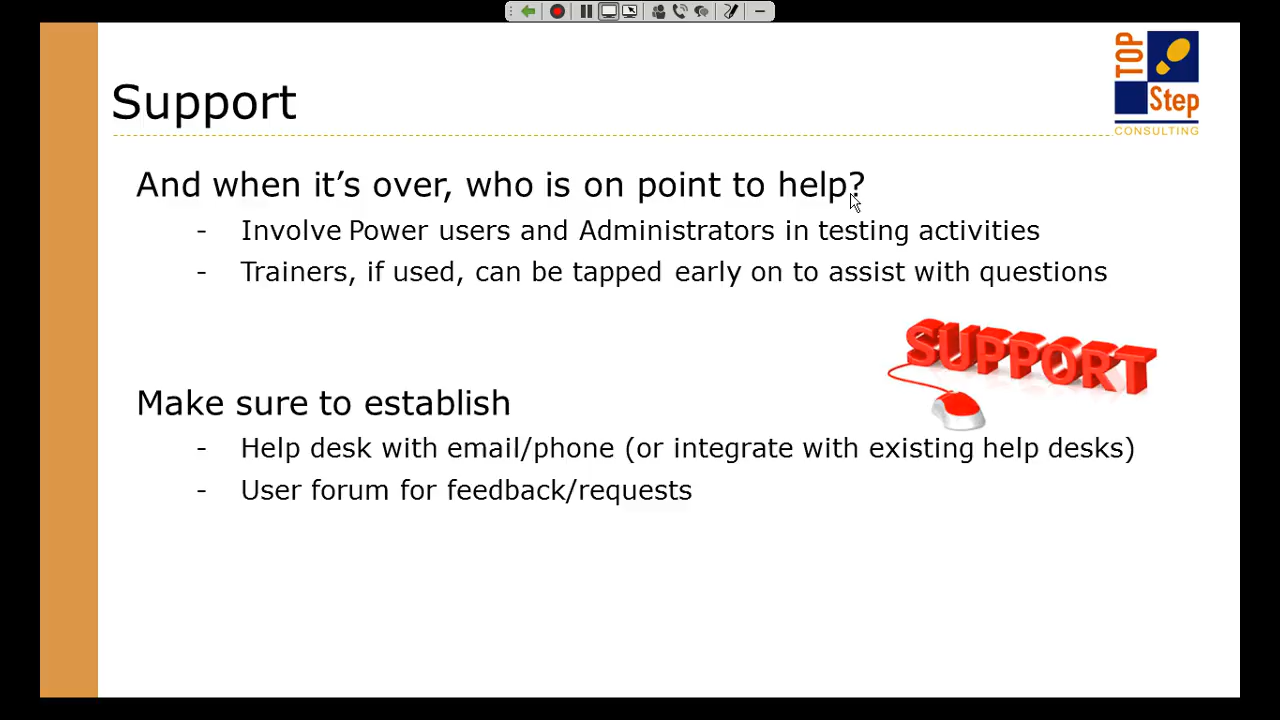 TOP
Step
CONSULTING
Support
And when it's over, who is on point to help?
- Involve Power users and Administrators in testing activities
- Trainers, if used, can be tapped early on to assist with questions
SUPPORT
Make sure to establish
- Help desk with email/phone (or integrate with existing help desks)
- User forum for feedback/requests